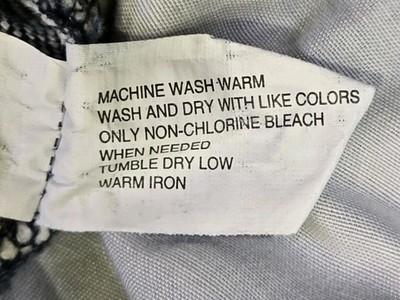 MACHINE WASH WARM
WASH AND DRY WITH LIKE COLORS
ONLY NON-CHLORINE BLEACH
WHEN NEEDED
TUMBLE DRY LOW
WARM IRON